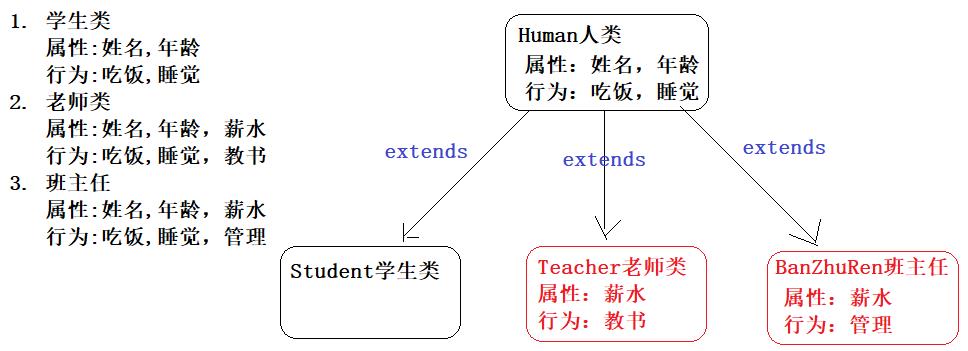 1. 学生类
属性:姓名,年龄
行为:吃饭,睡觉
2. 老师类
属性:姓名,年龄，薪水
行为:吃饭,睡觉，教书
3. 班主任
属性:姓名,年龄，薪水
行为:吃饭,睡觉，管理
Human人类
属性：姓名，年龄
行为：吃饭，睡觉
extends
extends
extends
Student学生类
Teacher老师类
属性：薪水
行为：教书
BanZhuRen班主任
属性：薪水
行为：管理